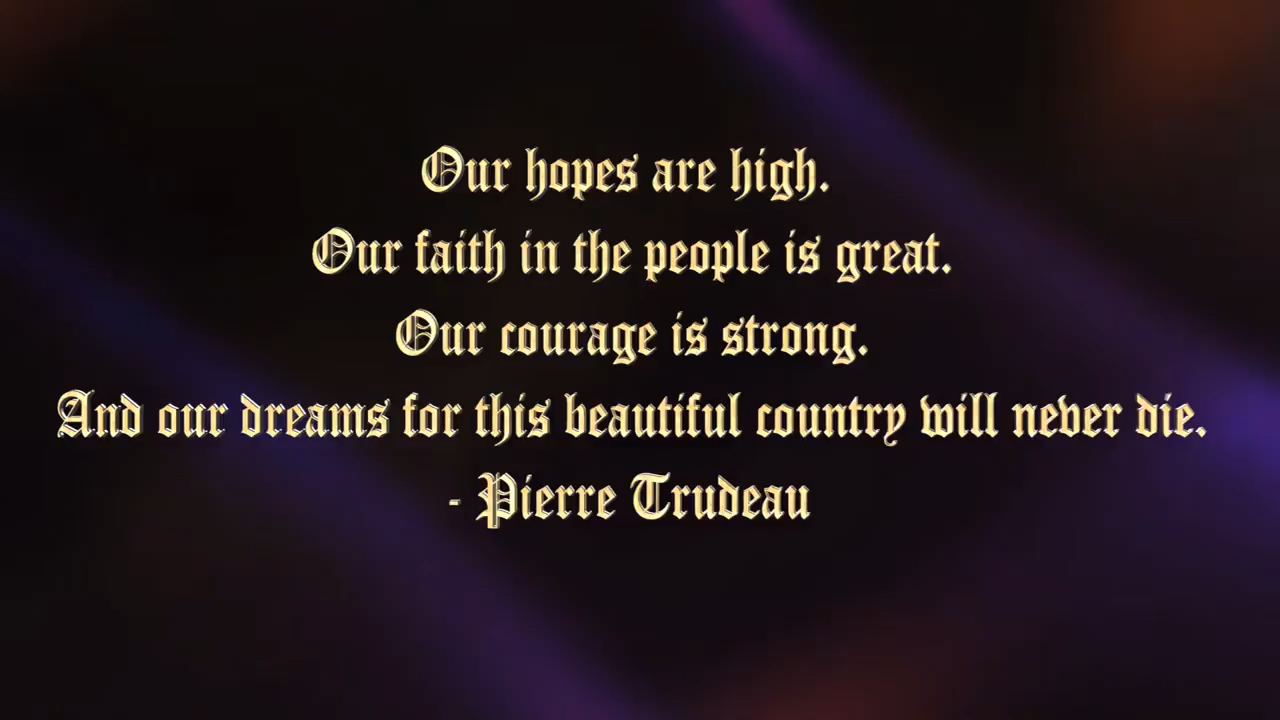 Our hopes are high.
Our faith in the people is great.
Our courage is strong.
And our dreams for this beautiful country will never die.
- Pierre Trudeau